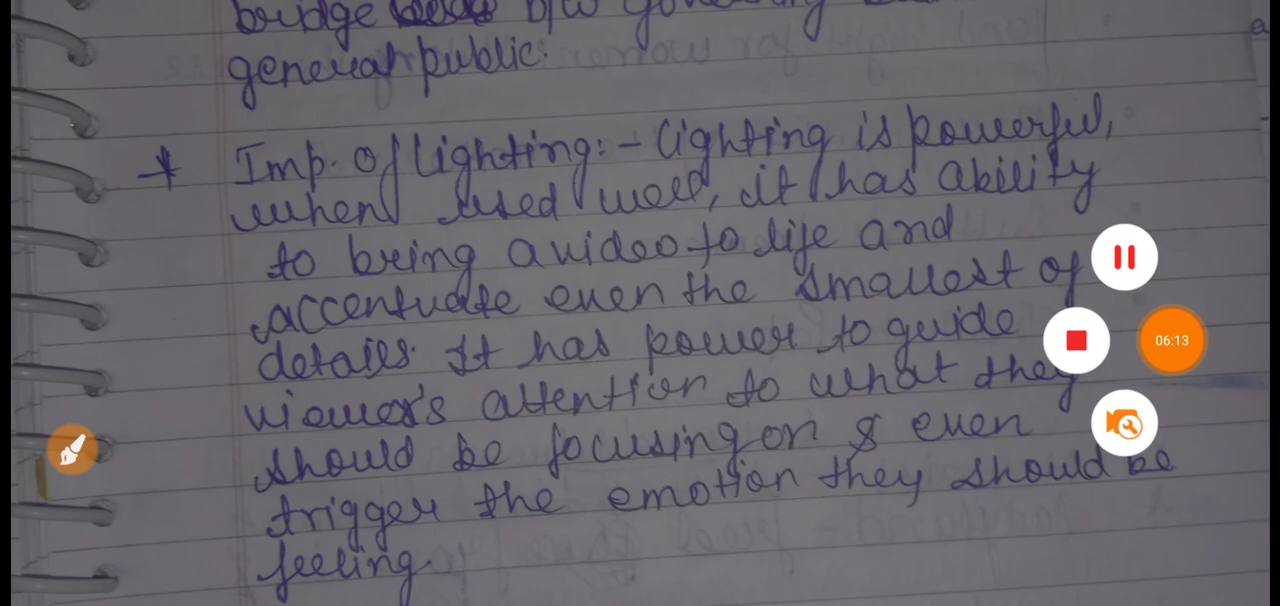 bridge b/w
general public.
* Imp. of lighting:- lighting is powerful,
when used well, it has ability
to bring a video to life and
accentuate even the smallest of
details. It has power to guide
viewer's attention to what they
should be focusing on & even
trigger the emotion they should be
feeling.
06:13